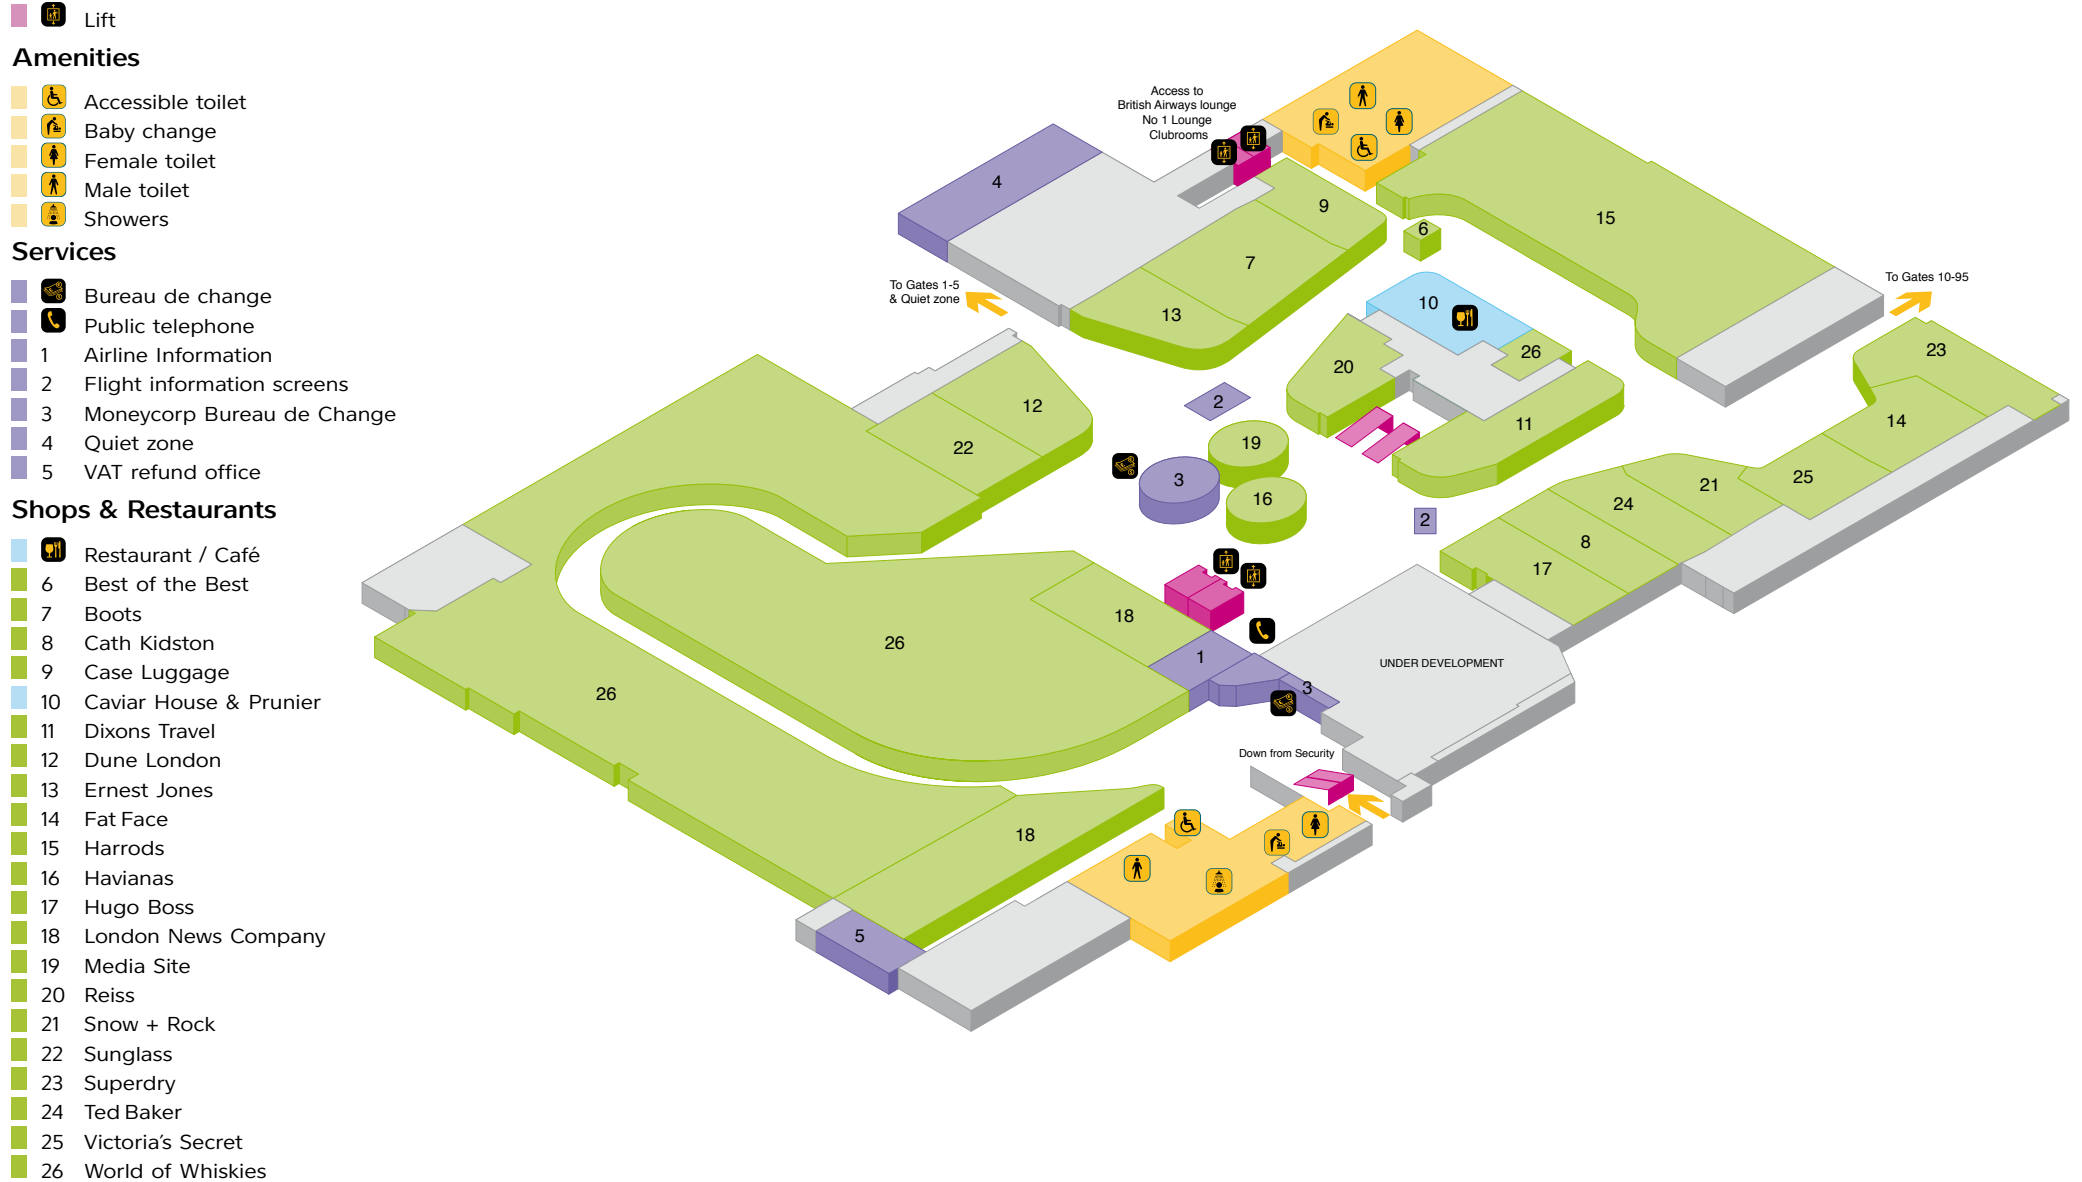 Lift
Amenities
Accessible toilet
Baby change
Female toilet
Male toilet
Showers
Services
Bureau de change
Public telephone
1 Airline Information
2 Flight information screens
3 Moneycorp Bureau de Change
4 Quiet zone
5 VAT refund office
Shops & Restaurants
Restaurant / Café
6 Best of the Best
7 Boots
8 Cath Kidston
9 Case Luggage
10 Caviar House & Prunier
11 Dixons Travel
12 Dune London
13 Ernest Jones
14 Fat Face
15 Harrods
16 Havianas
17 Hugo Boss
18 London News Company
19 Media Site
20 Reiss
21 Snow + Rock
22 Sunglass
23 Superdry
24 Ted Baker
25 Victoria's Secret
26 World of Whiskies
Access to
British Airways lounge
No 1 Lounge
Clubrooms
4
9
15
6
7
To Gates 1-5
& Quiet zone
To Gates 10-95
10
13
26
23
20
12
2
11
14
22
19
3
16
25
21
24
2
8
17
18
26
1
UNDER DEVELOPMENT
3
26
Down from Security
18
5